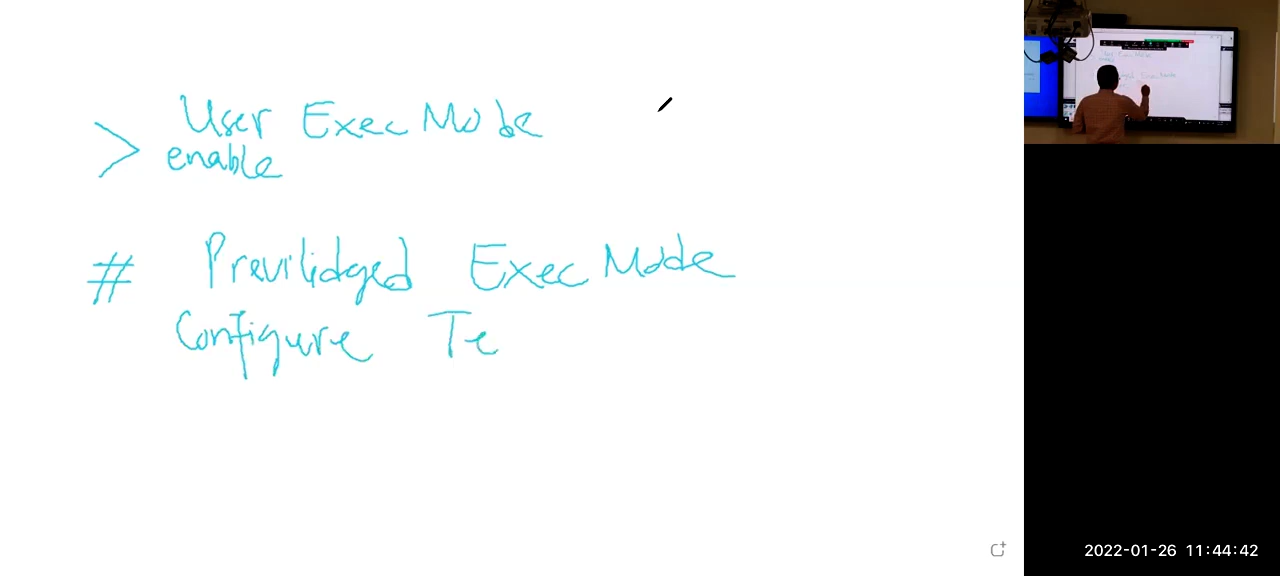 > User Exec Mode
enable
# Previlidged Exec Mode
Configure Te
2022-01-26 11:44:42